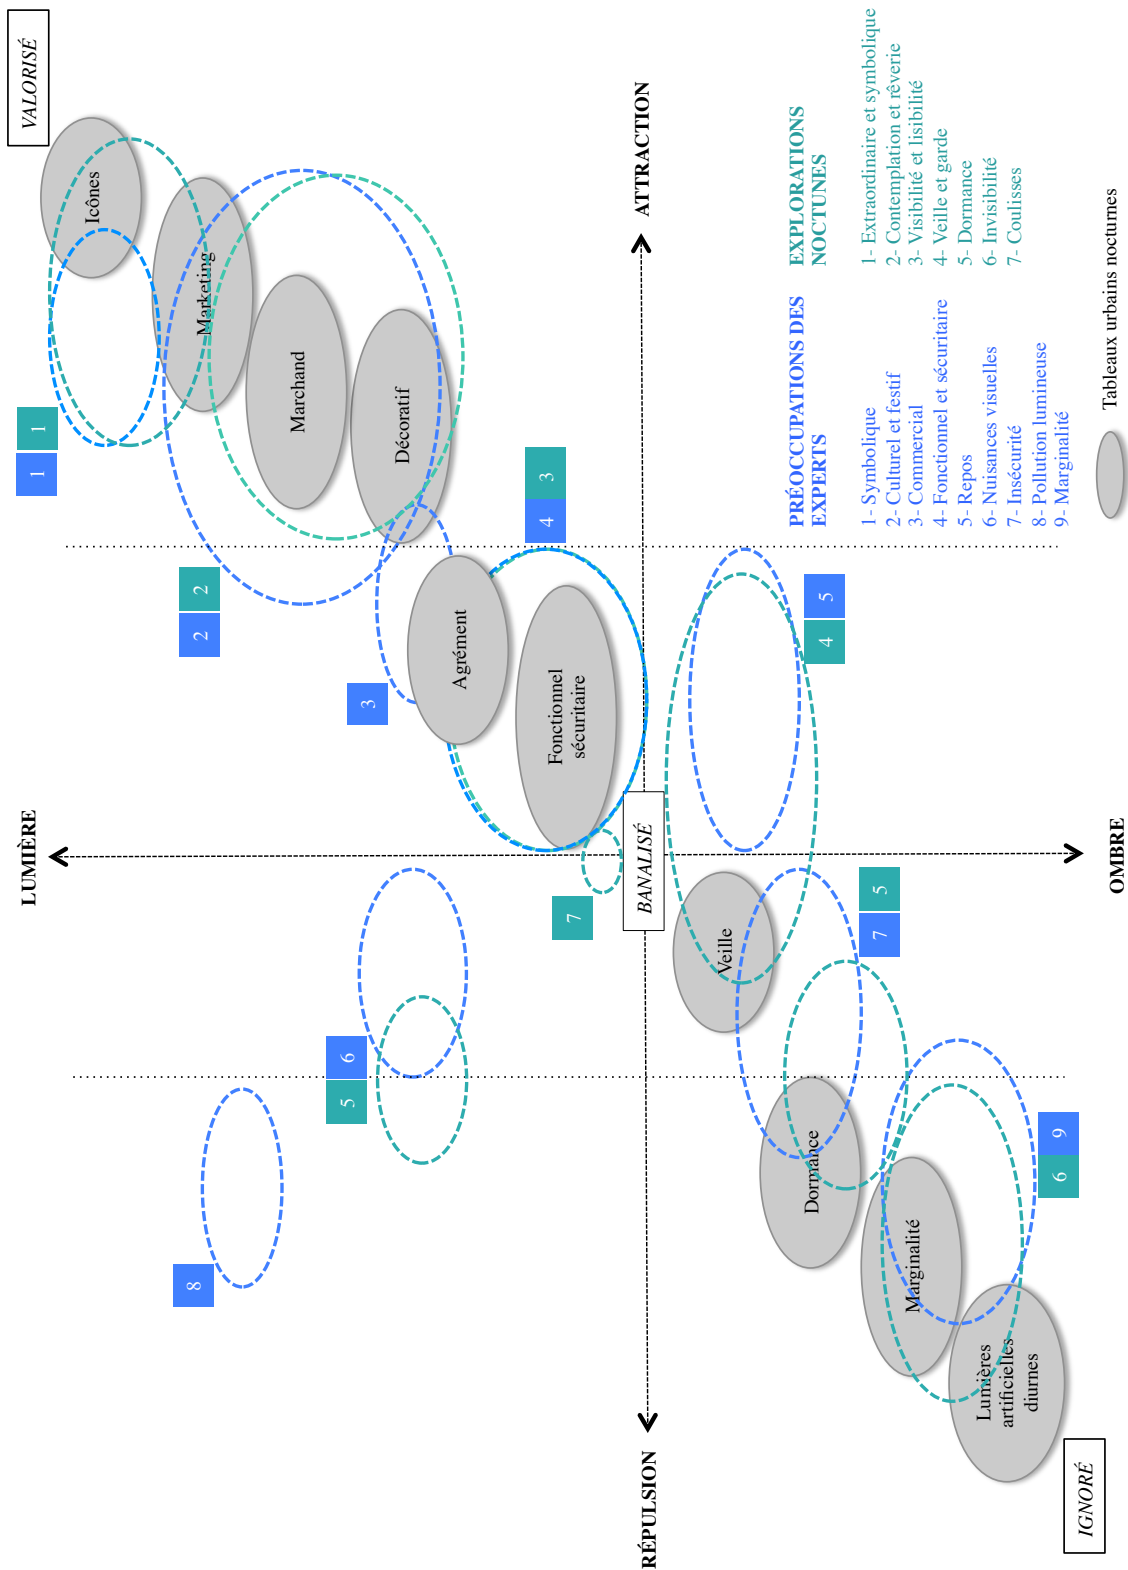 LUMIÈRE
VALORISÉ
1
1
Icônes
8
2
2
Marketing
5
6
3
Marchand
Décoratif
Agrément
7
4
3
Fonctionnel
sécuritaire
RÉPULSION
BANALISÉ
ATTRACTION
Veille
4
5
Dormance
7
5
Marginalité
6
9
Lumières
artificielles
diurnes
IGNORÉ
OMBRE
PRÉOCCUPATIONS DES
EXPERTS
1- Symbolique
2- Culturel et festif
3- Commercial
4- Fonctionnel et sécuritaire
5- Repos
6- Nuisances visuelles
7- Insécurité
8- Pollution lumineuse
9- Marginalité
EXPLORATIONS
NOCTUNES
1- Extraordinaire et symbolique
2- Contemplation et rêverie
3- Visibilité et lisibilité
4- Veille et garde
5- Dormance
6- Invisibilité
7- Coulisses
Tableaux urbains nocturnes